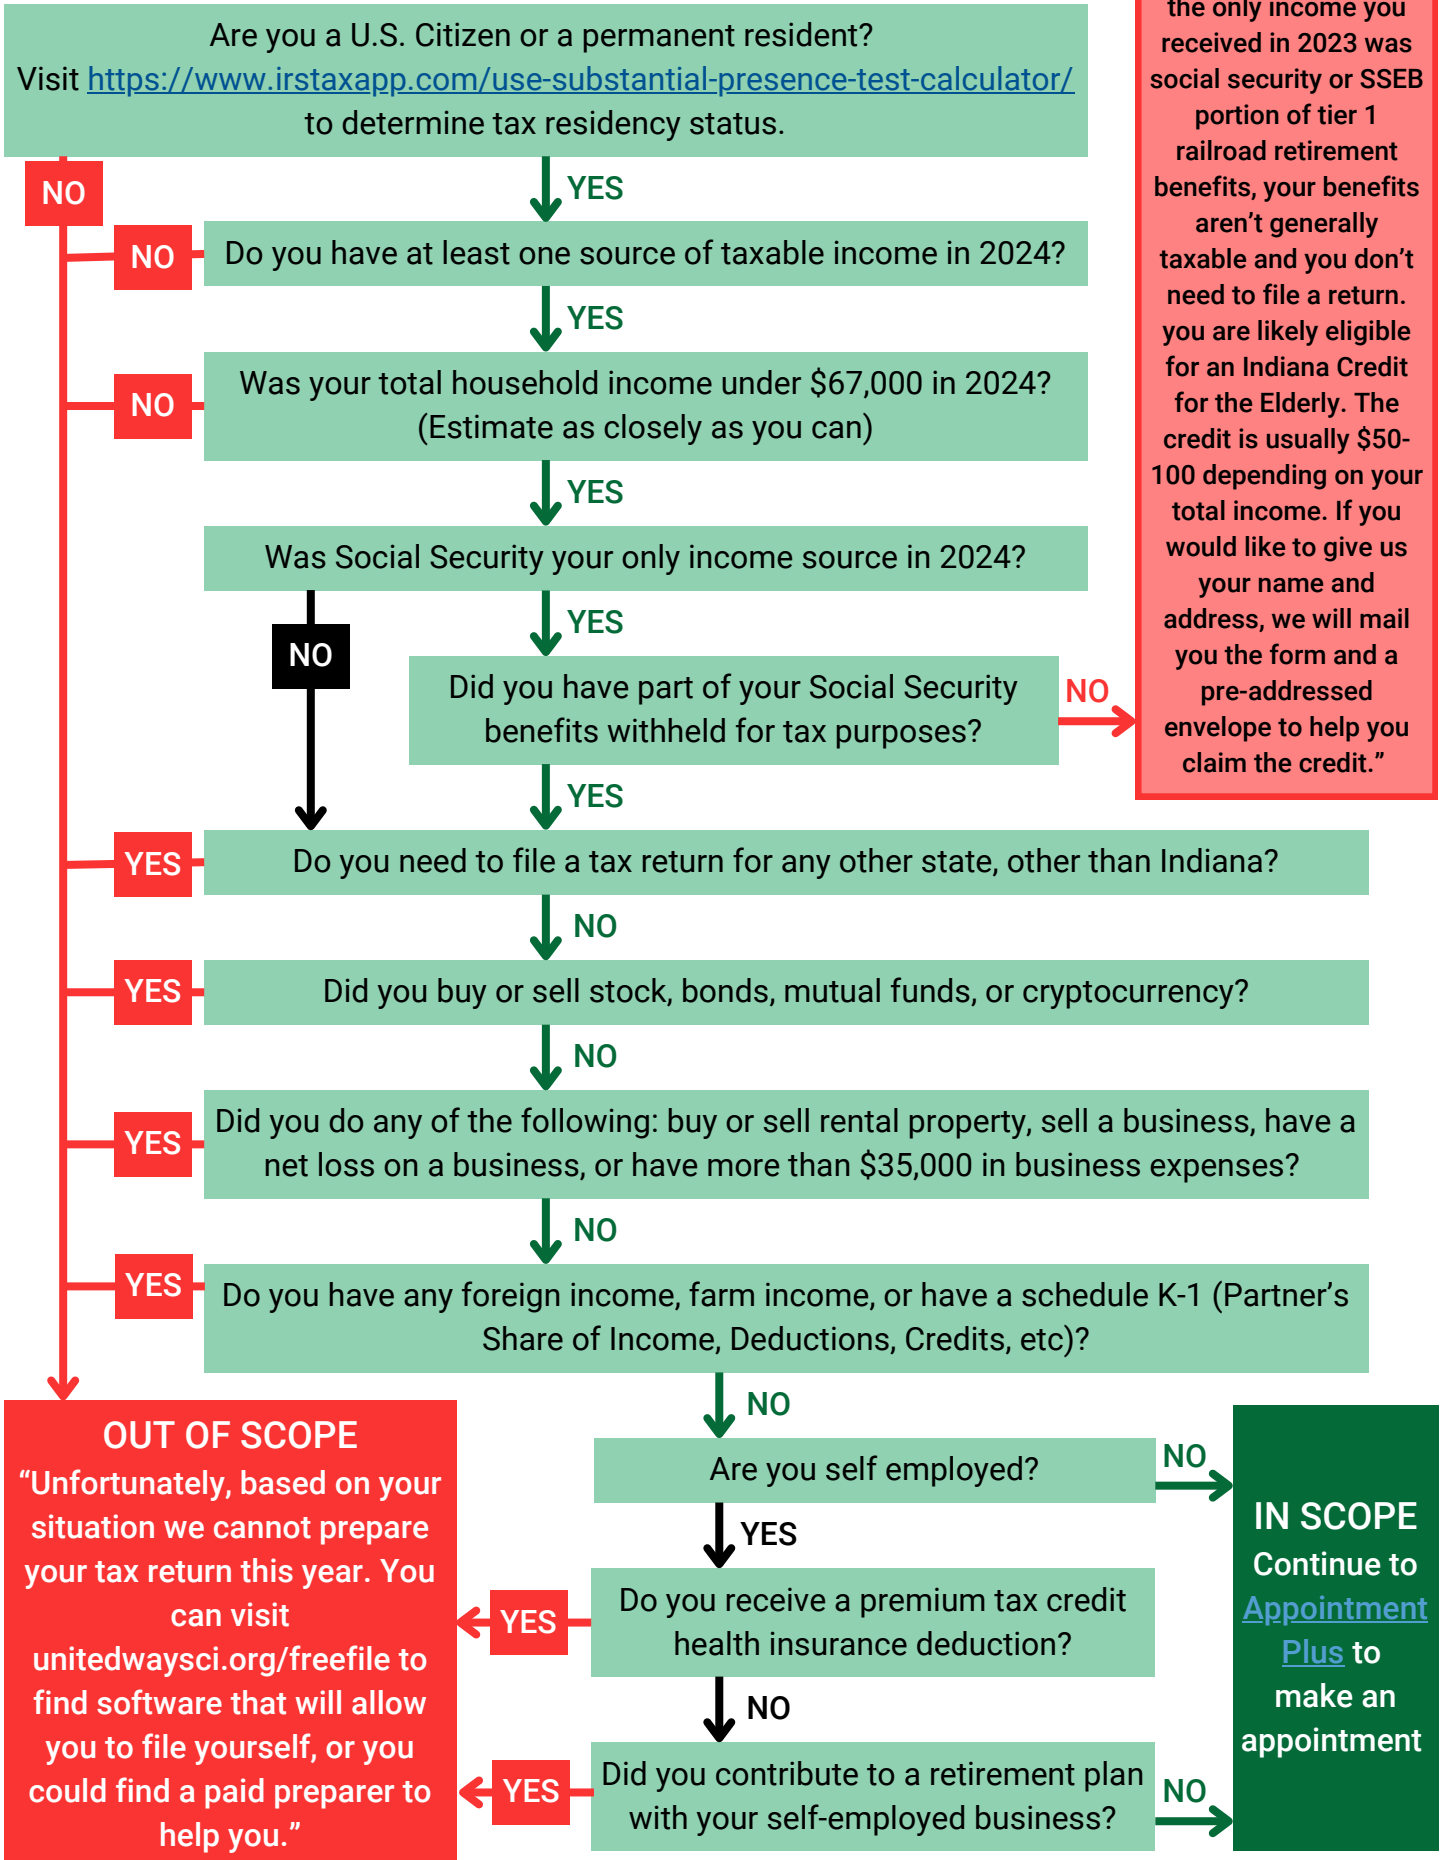 Are you a U.S. Citizen or a permanent resident?
Visit https://www.irstaxapp.com/use-substantial-presence-test-calculator/
to determine tax residency status.
NO
YES
NO
Do you have at least one source of taxable income in 2024?
YES
NO
Was your total household income under $67,000 in 2024?
(Estimate as closely as you can)
YES
Was Social Security your only income source in 2024?
NO
YES
Did you have part of your Social Security
benefits withheld for tax purposes?
NO
the only income you
received in 2023 was
social security or SSEB
portion of tier 1
railroad retirement
benefits, your benefits
aren’t generally
taxable and you don’t
need to file a return.
you are likely eligible
for an Indiana Credit
for the Elderly. The
credit is usually $50-
100 depending on your
total income. If you
would like to give us
your name and
address, we will mail
you the form and a
pre-addressed
envelope to help you
claim the credit.”
YES
YES
Do you need to file a tax return for any other state, other than Indiana?
NO
YES
Did you buy or sell stock, bonds, mutual funds, or cryptocurrency?
NO
YES
Did you do any of the following: buy or sell rental property, sell a business, have a
net loss on a business, or have more than $35,000 in business expenses?
NO
YES
Do you have any foreign income, farm income, or have a schedule K-1 (Partner’s
Share of Income, Deductions, Credits, etc)?
NO
Are you self employed?
NO
YES
Do you receive a premium tax credit
health insurance deduction?
YES
NO
Did you contribute to a retirement plan
with your self-employed business?
YES
NO
OUT OF SCOPE
“Unfortunately, based on your
situation we cannot prepare
your tax return this year. You
can visit
unitedwaysci.org/freefile to
find software that will allow
you to file yourself, or you
could find a paid preparer to
help you.”
IN SCOPE
Continue to
Appointment
Plus to
make an
appointment